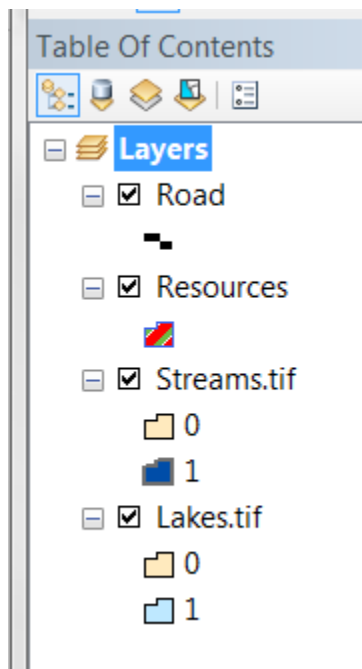 Table Of Contents
Layers
Road
Resources
Streams.tif
0
1
Lakes.tif
0
1